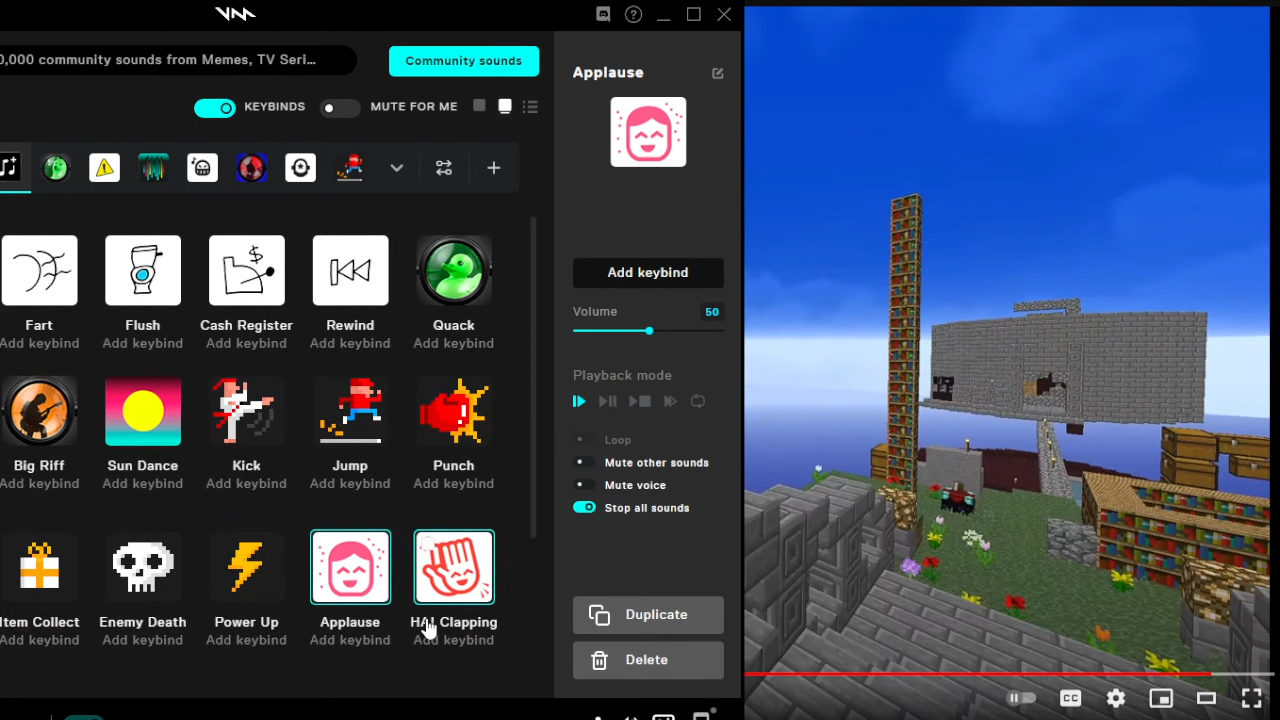 VM
0,000 community sounds from Memes, TV Seri...
Community sounds
KEYBINDS
MUTE FOR ME
Fart
Flush
Cash Register
Rewind
Quack
Add keybind
Add keybind
Add keybind
Add keybind
Add keybind
Big Riff
Sun Dance
Kick
Jump
Punch
Add keybind
Add keybind
Add keybind
Add keybind
Add keybind
Item Collect
Enemy Death
Power Up
Applause
HA! Clapping
Add keybind
Add keybind
Add keybind
Add keybind
Add keybind
Applause
Add keybind
Volume
50
Playback mode
Loop
Mute other sounds
Mute voice
Stop all sounds
Duplicate
Delete
CC